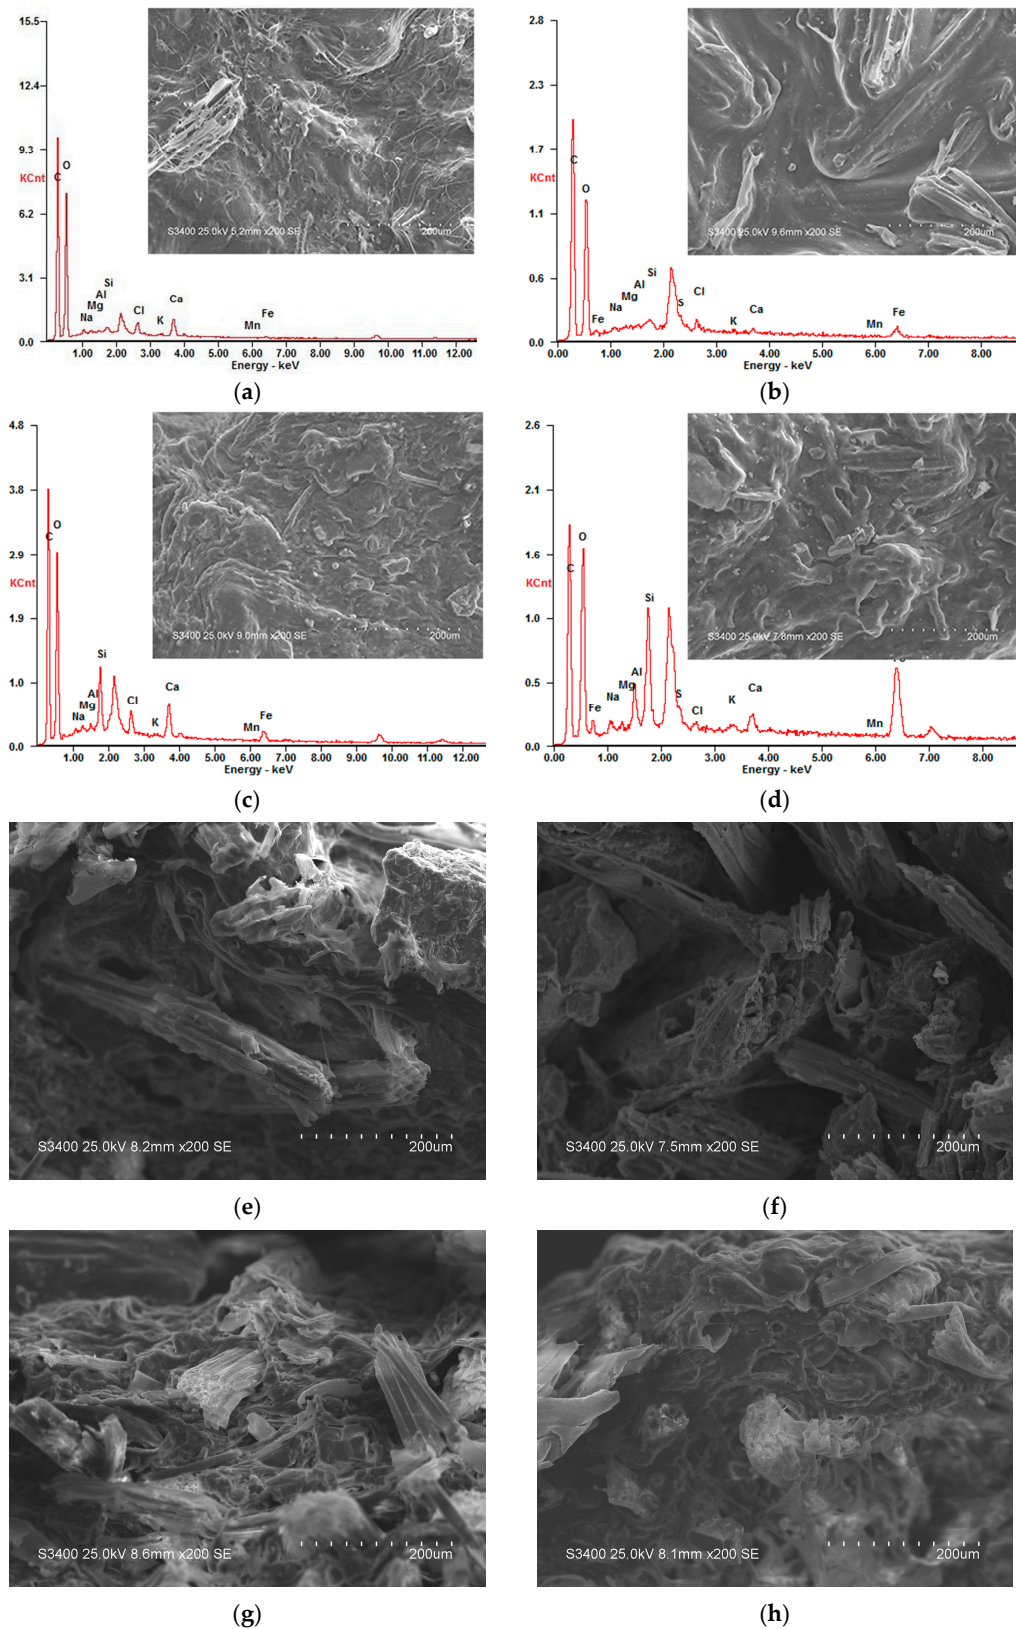 15.5
12.4
9.3
KCnt
6.2
3.1
0.0
C
O
Na
Mg
Al
Si
Cl
K
Ca
Mn
Fe
1.00 2.00 3.00 4.00 5.00 6.00 7.00 8.00 9.00 10.00 11.00 12.00
Energy - keV
S3400 25.0kV 5.2mm x200 SE 200um
(a)
2.8
2.3
1.7
KCnt
1.1
0.6
0.0
C
O
Fe
Na
Mg
Al
Si
S
Cl
K
Ca
Mn
Fe
0.00 1.00 2.00 3.00 4.00 5.00 6.00 7.00 8.00
Energy - keV
S3400 25.0kV 9.6mm x200 SE 200um
(b)
4.8
3.8
2.9
KCnt
1.9
1.0
0.0
C
O
Na
Mg
Al
Si
Cl
K
Ca
Mn
Fe
1.00 2.00 3.00 4.00 5.00 6.00 7.00 8.00 9.00 10.00 11.00 12.00
Energy - keV
S3400 25.0kV 9.0mm x200 SE 200um
(c)
2.6
2.1
1.6
KCnt
1.0
0.5
0.0
C
O
Fe
Na
Mg
Al
Si
S
Cl
K
Ca
Mn
0.00 1.00 2.00 3.00 4.00 5.00 6.00 7.00 8.00
Energy - keV
S3400 25.0kV 7.8mm x200 SE 200um
(d)
S3400 25.0kV 8.2mm x200 SE 200um
(e)
S3400 25.0kV 7.5mm x200 SE 200um
(f)
S3400 25.0kV 8.6mm x200 SE 200um
(g)
S3400 25.0kV 8.1mm x200 SE 200um
(h)